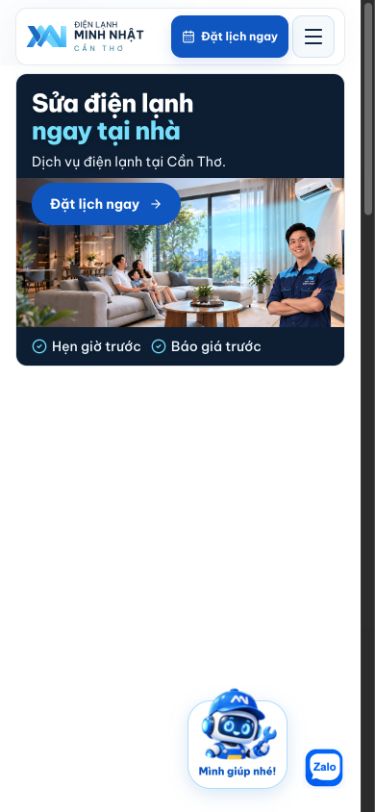 ĐIỆN LẠNH
MINH NHẬT
CẦN THƠ
Đặt lịch ngay
Sửa điện lạnh
ngay tại nhà
Dịch vụ điện lạnh tại Cần Thơ.
Đặt lịch ngay
Hẹn giờ trước
Báo giá trước
Mình giúp nhé!
Zalo